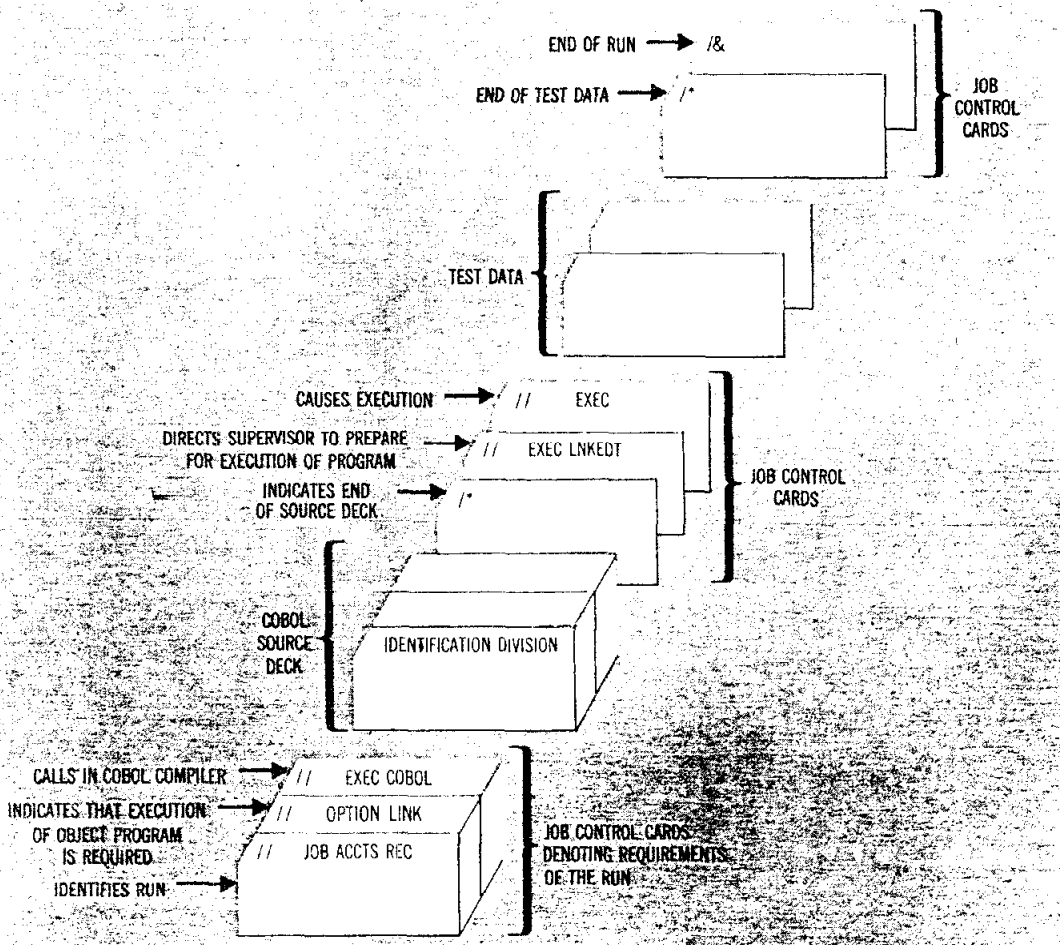 END OF RUN /&
END OF TEST DATA /*
JOB
CONTROL
CARDS
TEST DATA
CAUSES EXECUTION // EXEC
DIRECTS SUPERVISOR TO PREPARE
FOR EXECUTION OF PROGRAM
// EXEC LNKEDT
INDICATES END
OF SOURCE DECK
/*
JOB CONTROL
CARDS
COBOL
SOURCE
DECK
IDENTIFICATION DIVISION
CALLS IN COBOL COMPILER // EXEC COBOL
INDICATES THAT EXECUTION
OF OBJECT PROGRAM
IS REQUIRED
// OPTION LINK
// JOB ACCTS REC
IDENTIFIES RUN
JOB CONTROL CARDS
DENOTING REQUIREMENTS
OF THE RUN